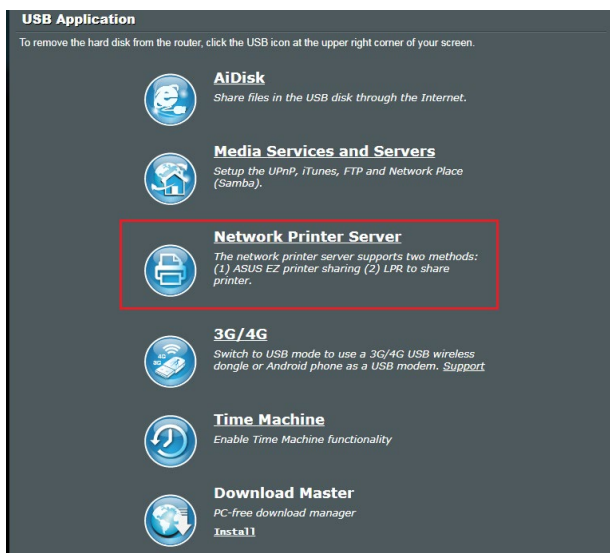 USB Application
To remove the hard disk from the router, click the USB icon at the upper right corner of your screen.
AiDisk
Share files in the USB disk through the Internet.
Media Services and Servers
Setup the UPnP, iTunes, FTP and Network Place
(Samba).
Network Printer Server
The network printer server supports two methods:
(1) ASUS EZ printer sharing (2) LPR to share
printer.
4G
3G
3G/4G
Switch to USB mode to use a 3G/4G USB wireless
dongle or Android phone as a USB modem. Support
Time Machine
Enable Time Machine functionality
Download Master
PC-free download manager
Install